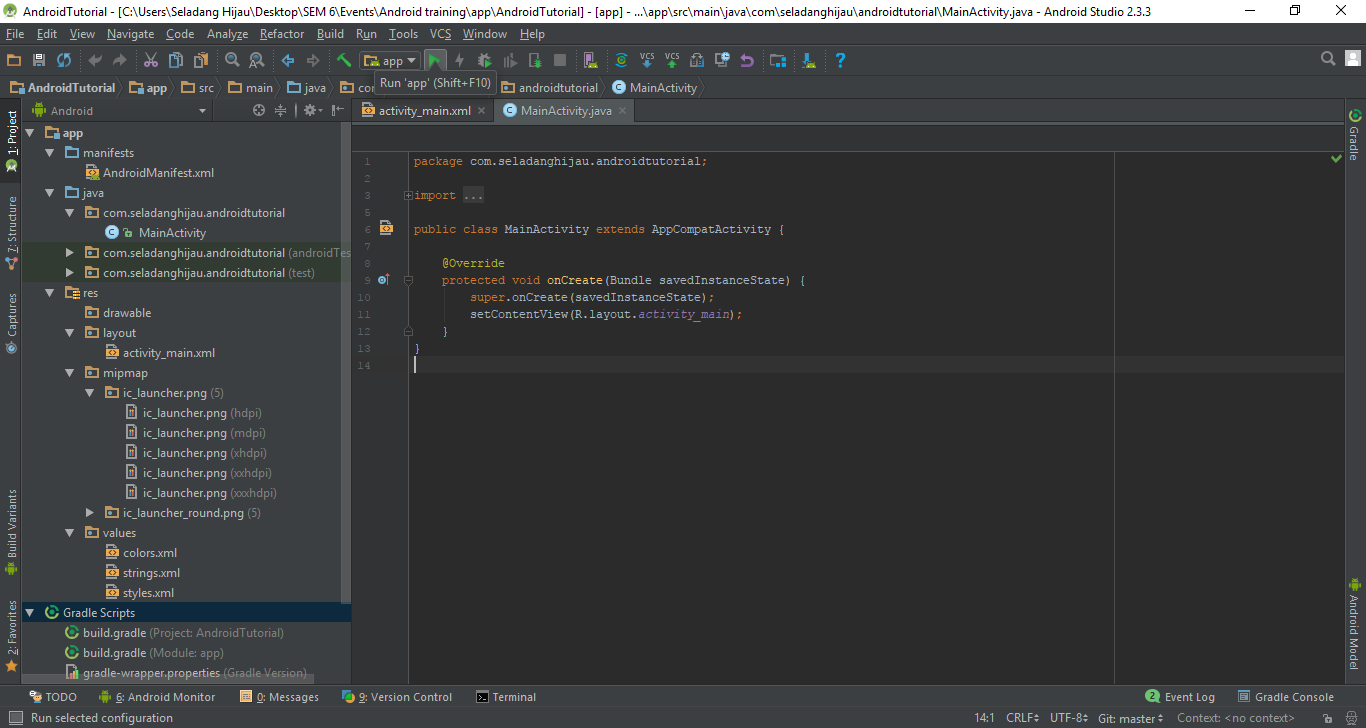 AndroidTutorial - [C:\Users\Seladang Hijau\Desktop\SEM 6\Events\Android training\app\AndroidTutorial] - [app] - ...\app\src\main\java\com\seladanghijau\androidtutorial\MainActivity.java - Android Studio 2.3.3
File Edit View Navigate Code Analyze Refactor Build Run Tools VCS Window Help
app
VCS VCS
?
Run 'app' (Shift+F10)
AndroidTutorial app src main java androidtutorial MainActivity
Android
activity_main.xml MainActivity.java
1: Project
7: Structure
Captures
Build Variants
2: Favorites
app
manifests
AndroidManifest.xml
java
com.seladanghijau.androidtutorial
MainActivity
com.seladanghijau.androidtutorial (androidTes
com.seladanghijau.androidtutorial (test)
res
drawable
layout
activity_main.xml
mipmap
ic_launcher.png (5)
ic_launcher.png (hdpi)
ic_launcher.png (mdpi)
ic_launcher.png (xhdpi)
ic_launcher.png (xxhdpi)
ic_launcher.png (xxxhdpi)
ic_launcher_round.png (5)
values
colors.xml
strings.xml
styles.xml
Gradle Scripts
build.gradle (Project: AndroidTutorial)
build.gradle (Module: app)
gradle-wrapper.properties (Gradle Version)
1 package com.seladanghijau.androidtutorial;
2
3 import ...
5
6 public class MainActivity extends AppCompatActivity {
7
8 @Override
9 protected void onCreate(Bundle savedInstanceState) {
10 super.onCreate(savedInstanceState);
11 setContentView(R.layout.activity_main);
12 }
13 }
14
Gradle
Android Model
TODO 6: Android Monitor 0: Messages 9: Version Control Terminal 2 Event Log Gradle Console
Run selected configuration 14:1 CRLF UTF-8 Git: master Context: <no context>